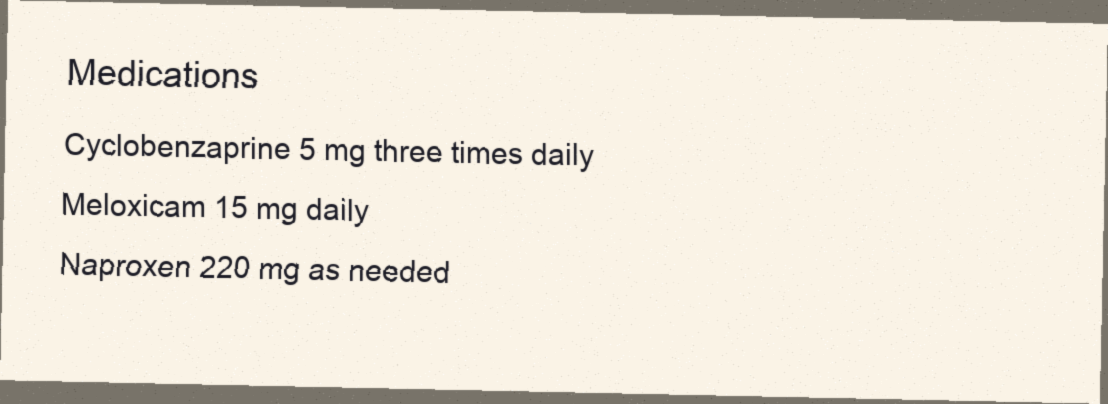 Medications
Cyclobenzaprine 5 mg three times daily
Meloxicam 15 mg daily
Naproxen 220 mg as needed